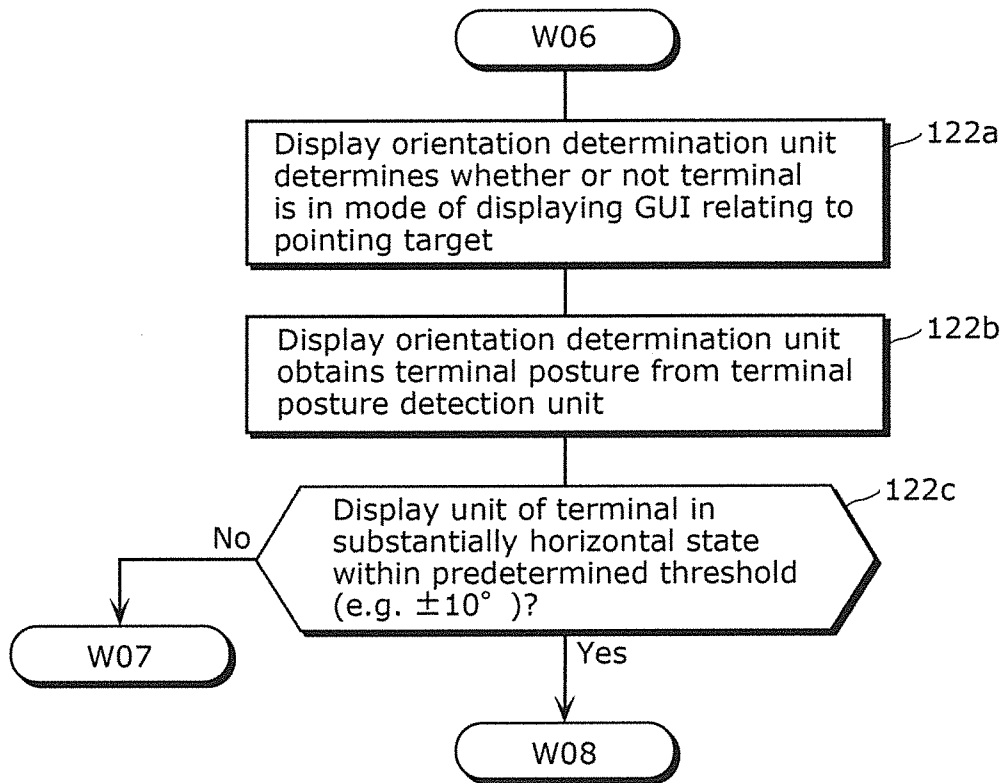 W06
122a
Display orientation determination unit
determines whether or not terminal
is in mode of displaying GUI relating to
pointing target
122b
Display orientation determination unit
obtains terminal posture from terminal
posture detection unit
122c
Display unit of terminal in
substantially horizontal state
within predetermined threshold
(e.g. ±10° )?
No
Yes
W07
W08